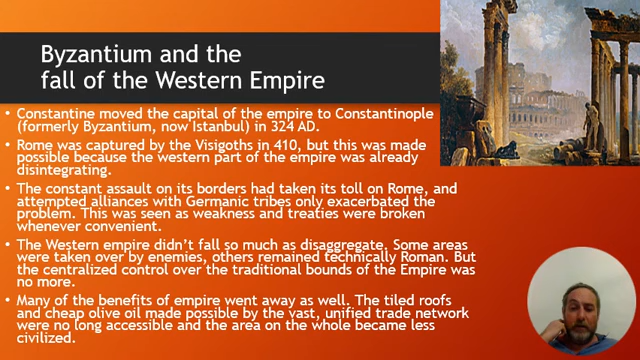 Byzantium and the
fall of the Western Empire
• Constantine moved the capital of the empire to Constantinople
(formerly Byzantium, now Istanbul) in 324 AD.
• Rome was captured by the Visigoths in 410, but this was made
possible because the western part of the empire was already
disintegrating.
• The constant assault on its borders had taken its toll on Rome, and
attempted alliances with Germanic tribes only exacerbated the
problem. This was seen as weakness and treaties were broken
whenever convenient.
• The Western empire didn't fall so much as disaggregate. Some areas
were taken over by enemies, others remained technically Roman. But
the centralized control over the traditional bounds of the Empire was
no more.
• Many of the benefits of empire went away as well. The tiled roofs
and cheap olive oil made possible by the vast, unified trade network
were no long accessible and the area on the whole became less
civilized.